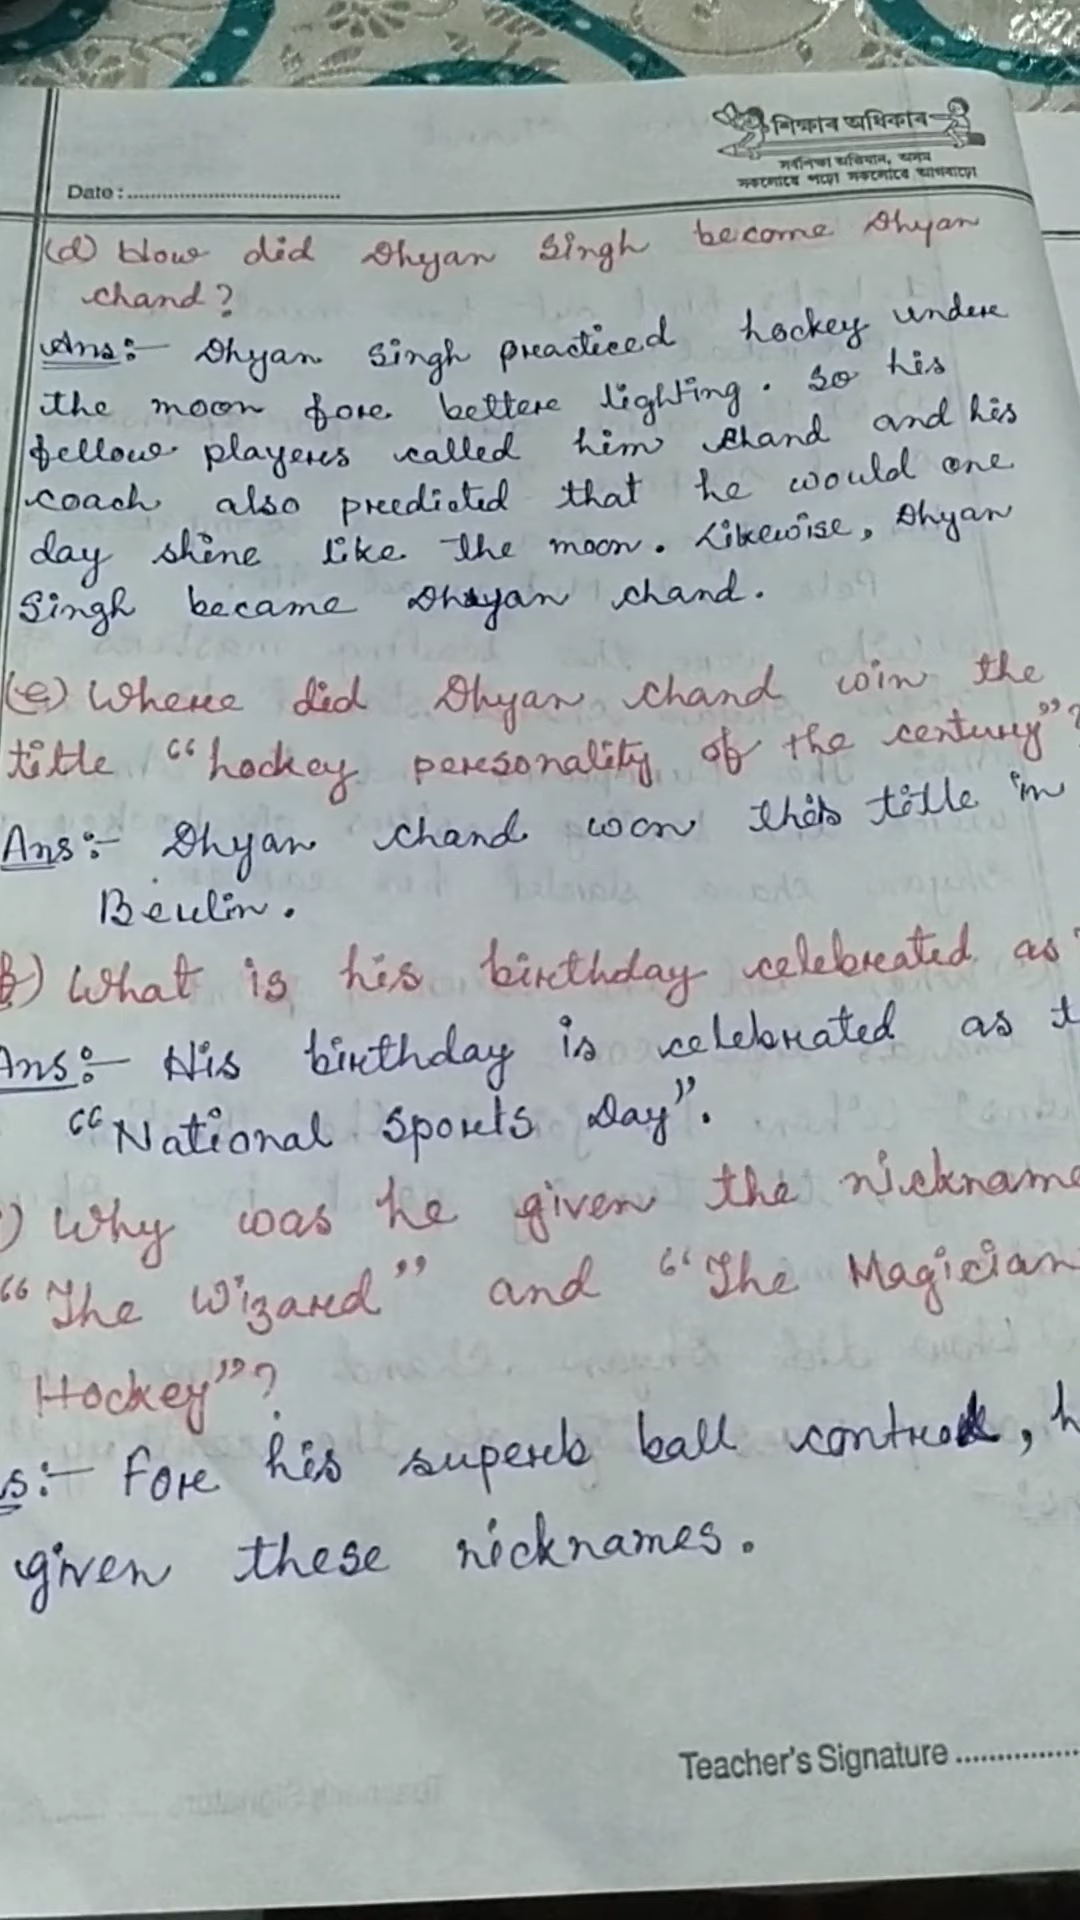 শিক্ষাৰ অধিকাৰ
সৰ্বশিক্ষা অভিযান, অসম
সকলোৱে পঢ়ো সকলোৱে আগবাঢ়ো
Date :
(d) How did Dhyan Singh become Dhyan
chand?
Ans:- Dhyan Singh practiced hockey under
the moon for better lighting. So his
fellow players called him chand and his
coach also predicted that he would one
day shine like the moon. Likewise, Dhyan
Singh became Dhyan chand.
(e) Where did Dhyan chand win the
title "hockey personality of the century"?
Ans:- Dhyan chand won this title in
Berlin.
) What is his birthday celebrated as
Ans:- His birthday is celebrated as t
"National Sports Day".
) Why was he given the nickname
"The Wizard" and "The Magician
Hockey"?
s:- For his superb ball control, h
given these nicknames.
Teacher's Signature